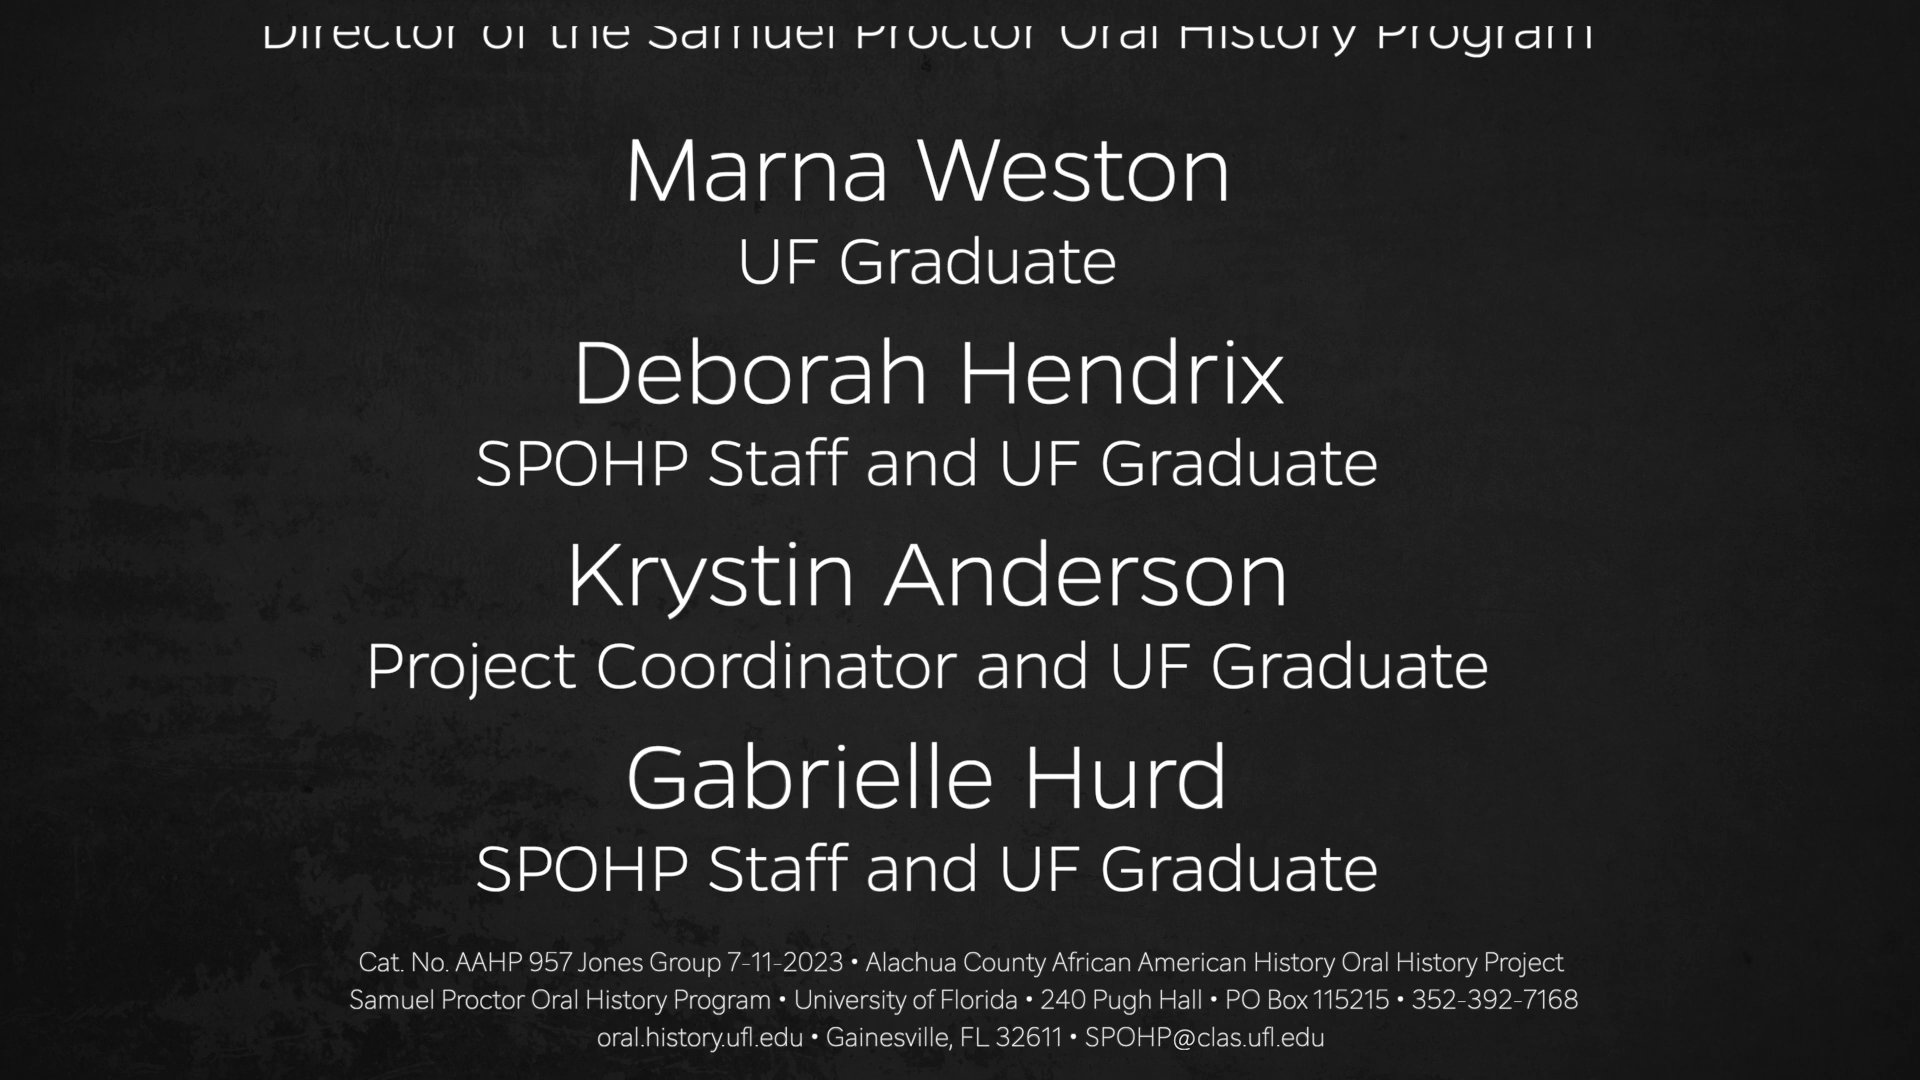 Director of the Samuel Proctor Oral History Program
Marna Weston
UF Graduate
Deborah Hendrix
SPOHP Staff and UF Graduate
Krystin Anderson
Project Coordinator and UF Graduate
Gabrielle Hurd
SPOHP Staff and UF Graduate
Cat. No. AAHP 957 Jones Group 7-11-2023 • Alachua County African American History Oral History Project
Samuel Proctor Oral History Program • University of Florida • 240 Pugh Hall • PO Box 115215 • 352-392-7168
oral.history.ufl.edu • Gainesville, FL 32611 • SPOHP@clas.ufl.edu